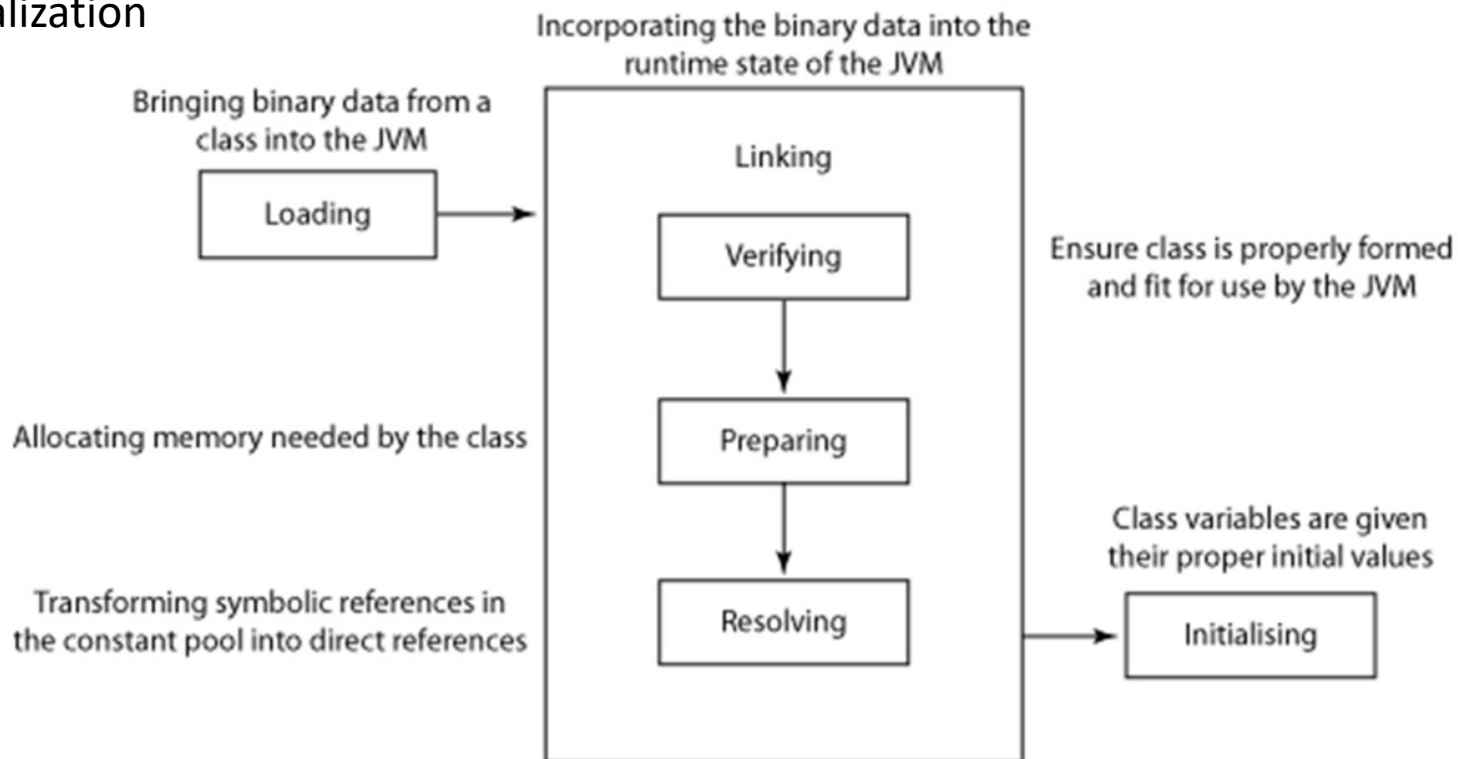 alization
Incorporating the binary data into the
runtime state of the JVM
Bringing binary data from a
class into the JVM
Linking
Loading
Verifying
Ensure class is properly formed
and fit for use by the JVM
Allocating memory needed by the class
Preparing
Class variables are given
their proper initial values
Transforming symbolic references in
the constant pool into direct references
Resolving
Initialising